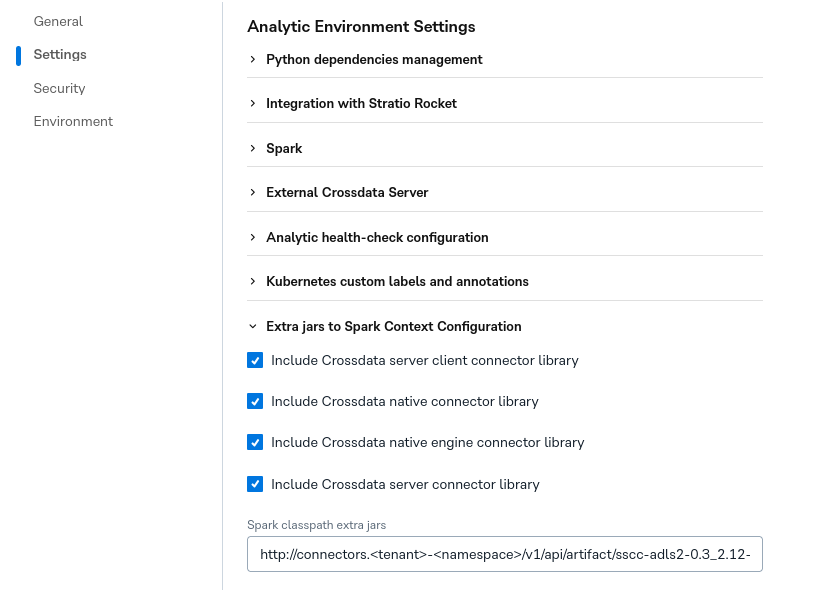 General
Settings
Security
Environment
Analytic Environment Settings
Python dependencies management
Integration with Stratio Rocket
Spark
External Crossdata Server
Analytic health-check configuration
Kubernetes custom labels and annotations
Extra jars to Spark Context Configuration
Include Crossdata server client connector library
Include Crossdata native connector library
Include Crossdata native engine connector library
Include Crossdata server connector library
Spark classpath extra jars
http://connectors.<tenant>-<namespace>/v1/api/artifact/sscc-adls2-0.3_2.12-